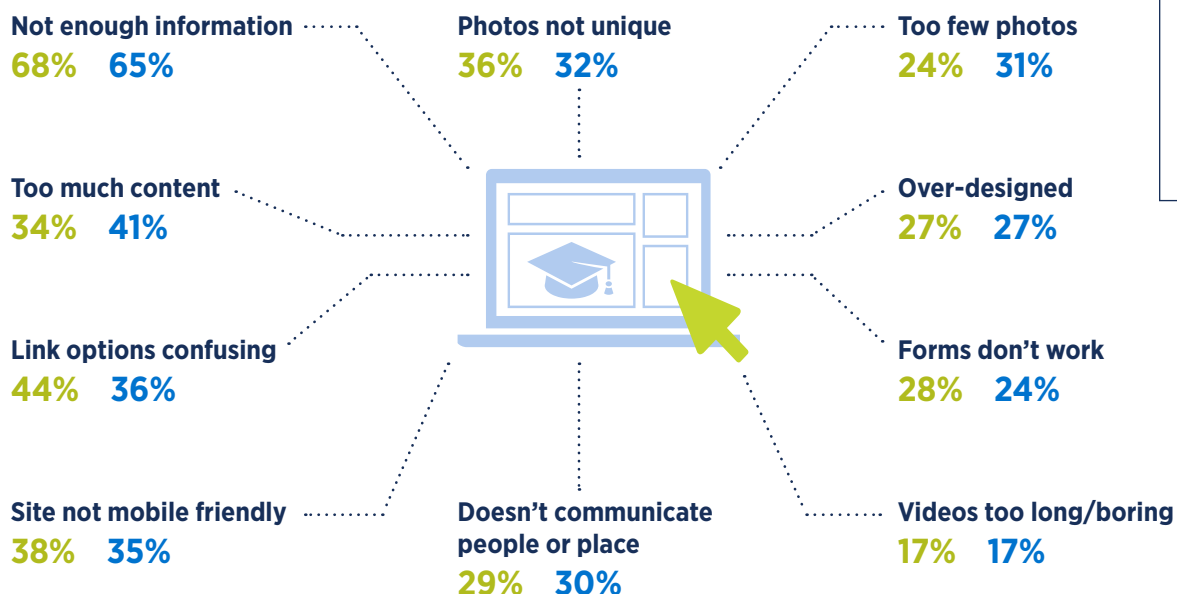 Not enough information
68% 65%
Photos not unique
36% 32%
Too few photos
24% 31%
Too much content
34% 41%
Over-designed
27% 27%
Link options confusing
44% 36%
Forms don’t work
28% 24%
Site not mobile friendly
38% 35%
Doesn’t communicate
people or place
29% 30%
Videos too long/boring
17% 17%